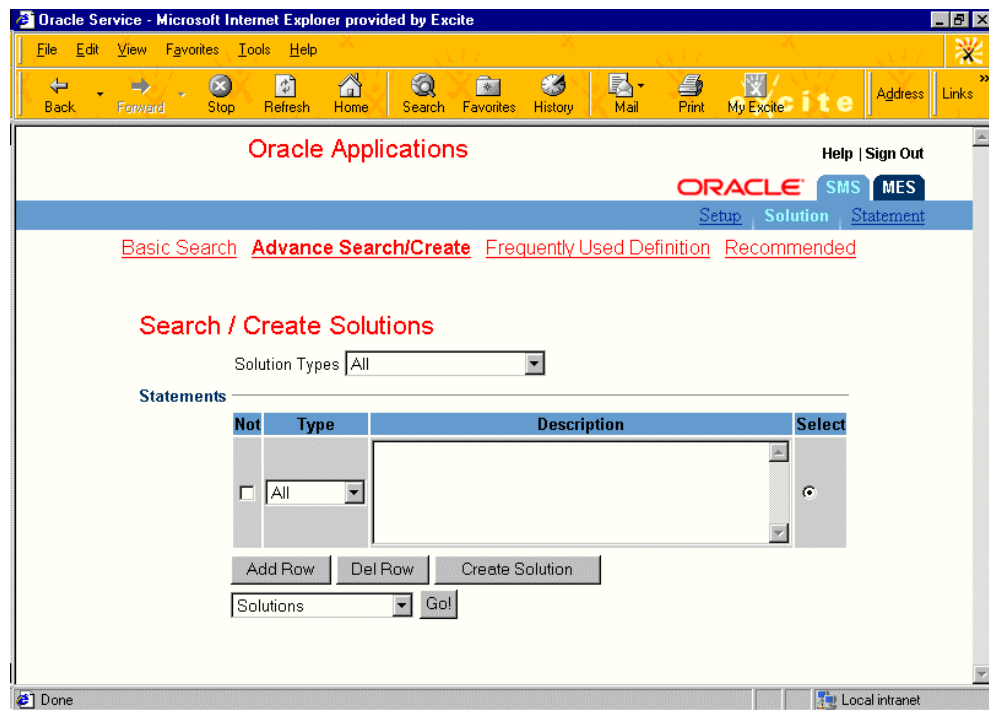 Oracle Service - Microsoft Internet Explorer provided by Excite
File Edit View Favorites Tools Help
Back Forward Stop Refresh Home Search Favorites History Mail Print My Excite Address Links
excite
Oracle Applications
Help | Sign Out
ORACLE SMS MES
Setup Solution Statement
Basic Search Advance Search/Create Frequently Used Definition Recommended
Search / Create Solutions
Solution Types All
Statements
Not Type Description Select
All
Add Row Del Row Create Solution
Solutions Go!
Done Local intranet